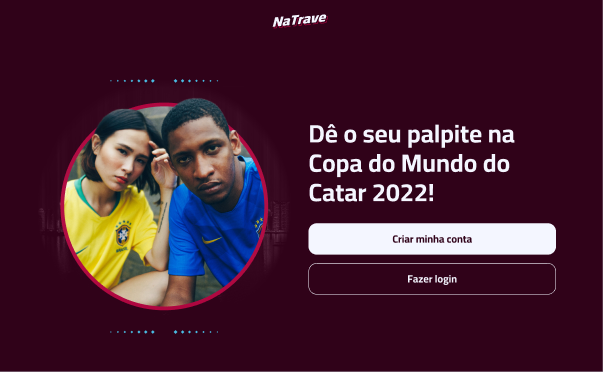 NaTrave
Dê o seu palpite na
Copa do Mundo do
Catar 2022!
Criar minha conta
Fazer login